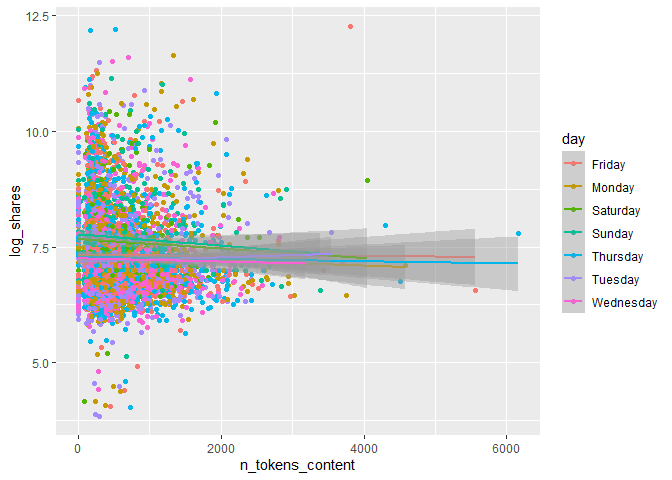 12.5
10.0
7.5
5.0
log_shares
0
2000
4000
6000
n_tokens_content
day
Friday
Monday
Saturday
Sunday
Thursday
Tuesday
Wednesday